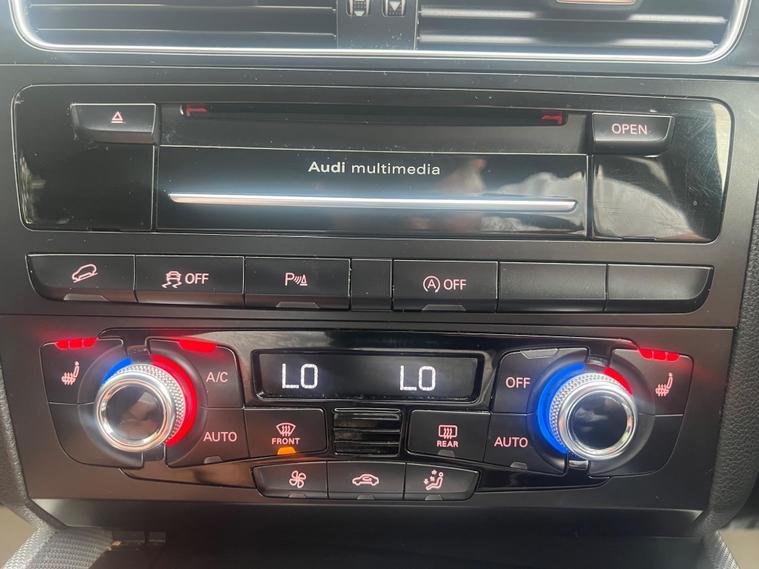 OPEN
Audi multimedia
OFF
P
A OFF
LO LO
A/C
OFF
AUTO
FRONT
REAR
AUTO